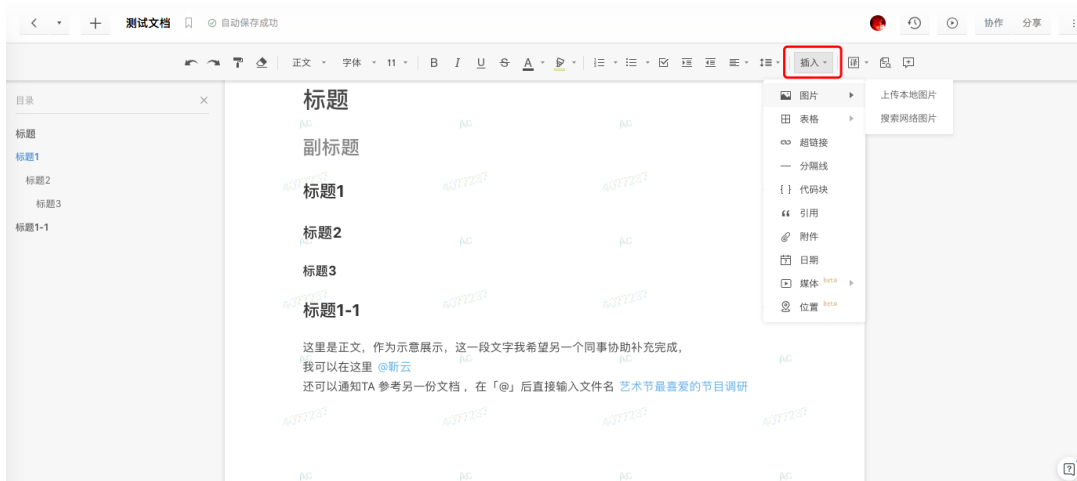 测试文档 自动保存成功 协作 分享
正文 字体 11 B I U S A 插入
目录
标题
标题1
标题2
标题3
标题1-1
标题
副标题
标题1
标题2
标题3
标题1-1
这里是正文，作为示意展示，这一段文字我希望另一个同事协助补充完成，
我可以在这里 @靳云
还可以通知TA 参考另一份文档 ，在「@」后直接输入文件名 艺术节最喜爱的节目调研
图片
表格
超链接
分隔线
代码块
引用
附件
日期
媒体 beta
位置 beta
上传本地图片
搜索网络图片